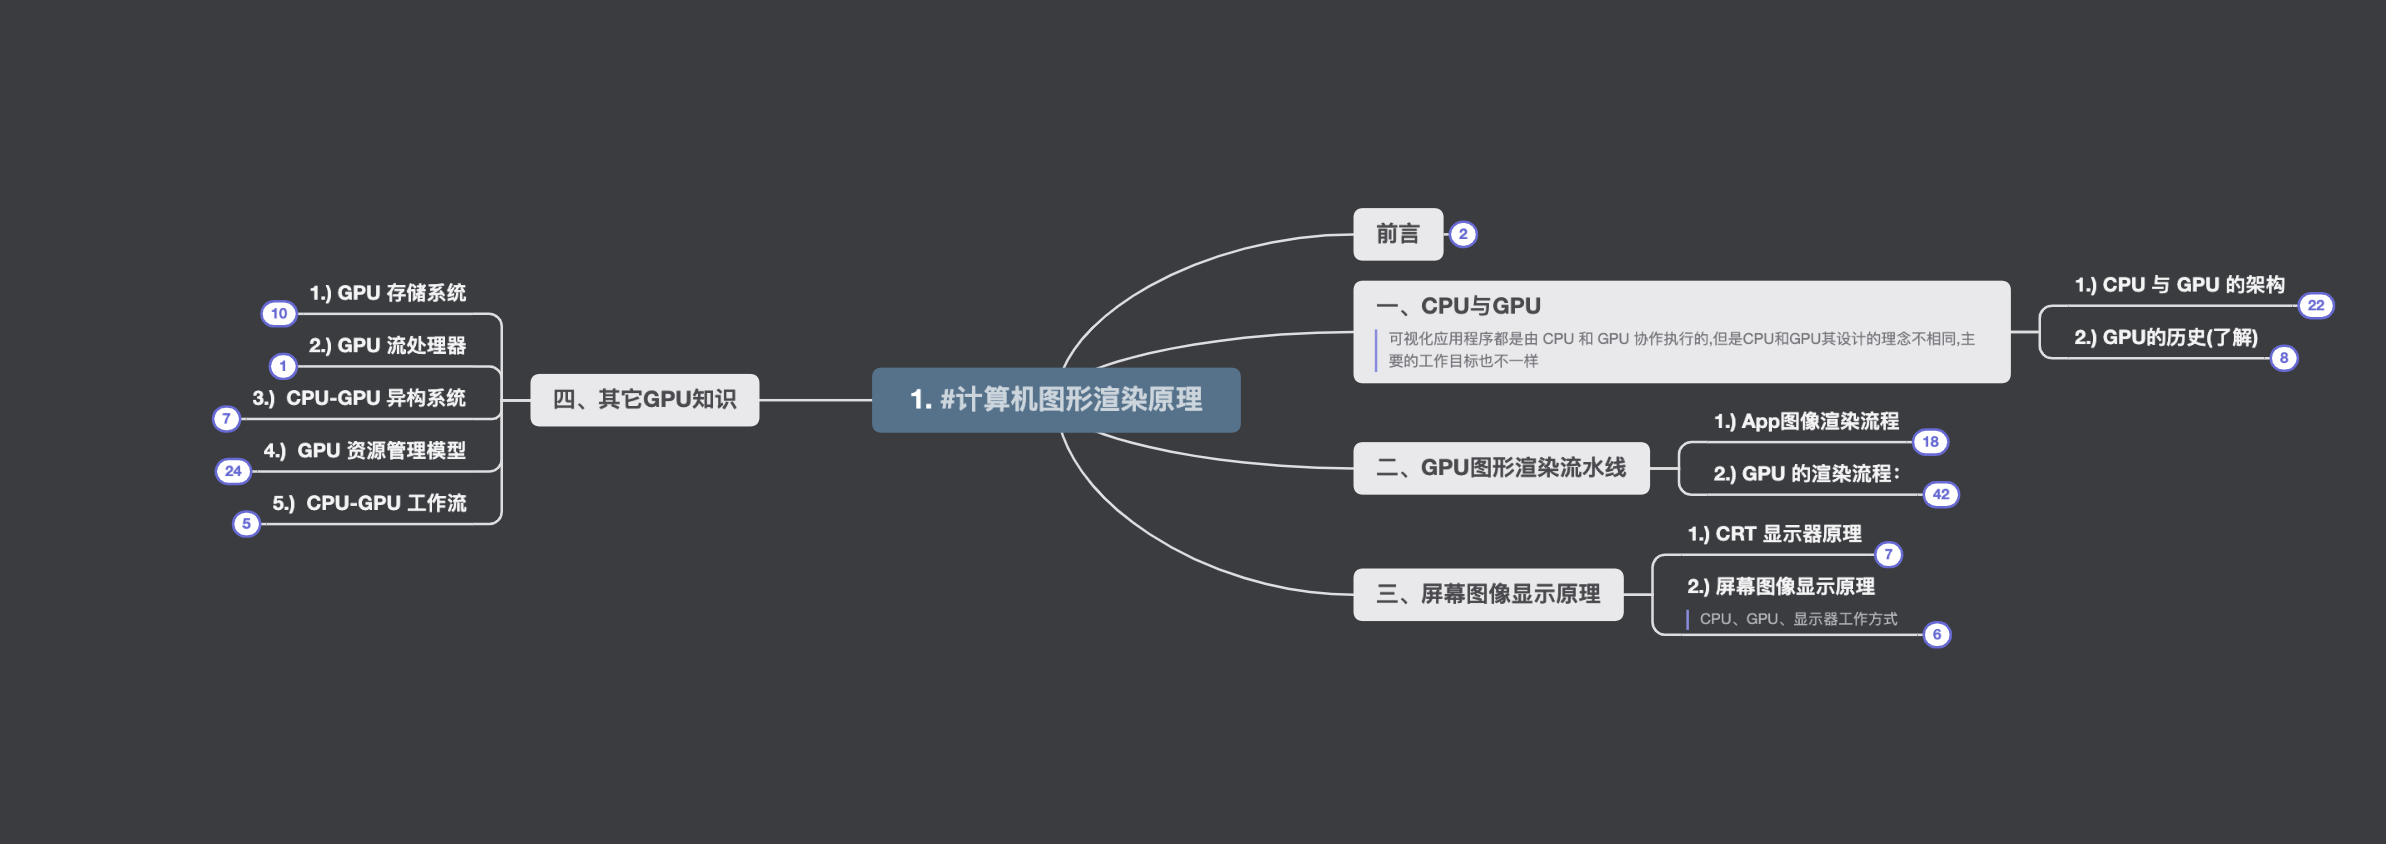 1. #计算机图形渲染原理
前言
2
一、CPU与GPU
可视化应用程序都是由 CPU 和 GPU 协作执行的,但是CPU和GPU其设计的理念不相同,主
要的工作目标也不一样
1.) CPU 与 GPU 的架构
22
2.) GPU的历史(了解)
8
二、GPU图形渲染流水线
1.) App图像渲染流程
18
2.) GPU 的渲染流程：
42
三、屏幕图像显示原理
1.) CRT 显示器原理
7
2.) 屏幕图像显示原理
CPU、GPU、显示器工作方式
6
四、其它GPU知识
1.) GPU 存储系统
10
2.) GPU 流处理器
1
3.) CPU-GPU 异构系统
7
4.) GPU 资源管理模型
24
5.) CPU-GPU 工作流
5